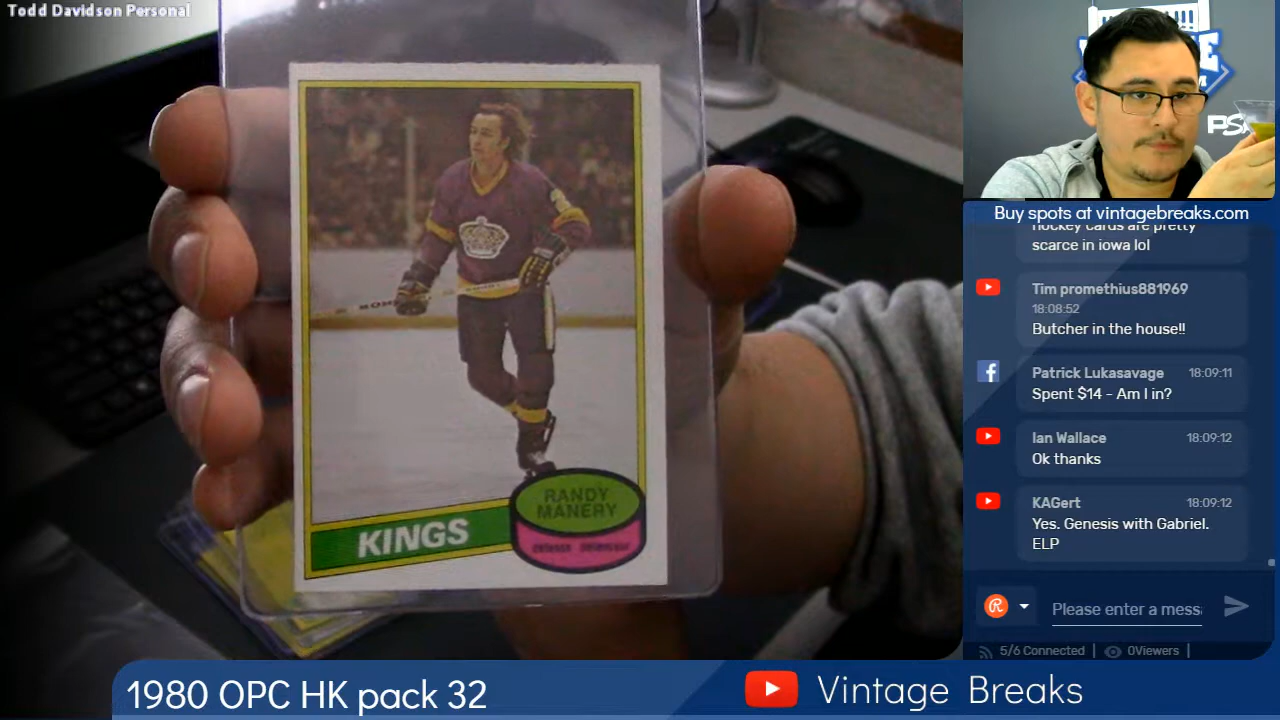 Todd Davidson Personal
KINGS
RANDY
MANERY
PSA
Buy spots at vintagebreaks.com
hockey cards are pretty
scarce in iowa lol
Tim promethius881969
18:08:52
Butcher in the house!!
Patrick Lukasavage 18:09:11
Spent $14 - Am I in?
Ian Wallace 18:09:12
Ok thanks
KAGert 18:09:12
Yes. Genesis with Gabriel.
ELP
Please enter a messa
5/6 Connected | 0Viewers |
1980 OPC HK pack 32
Vintage Breaks